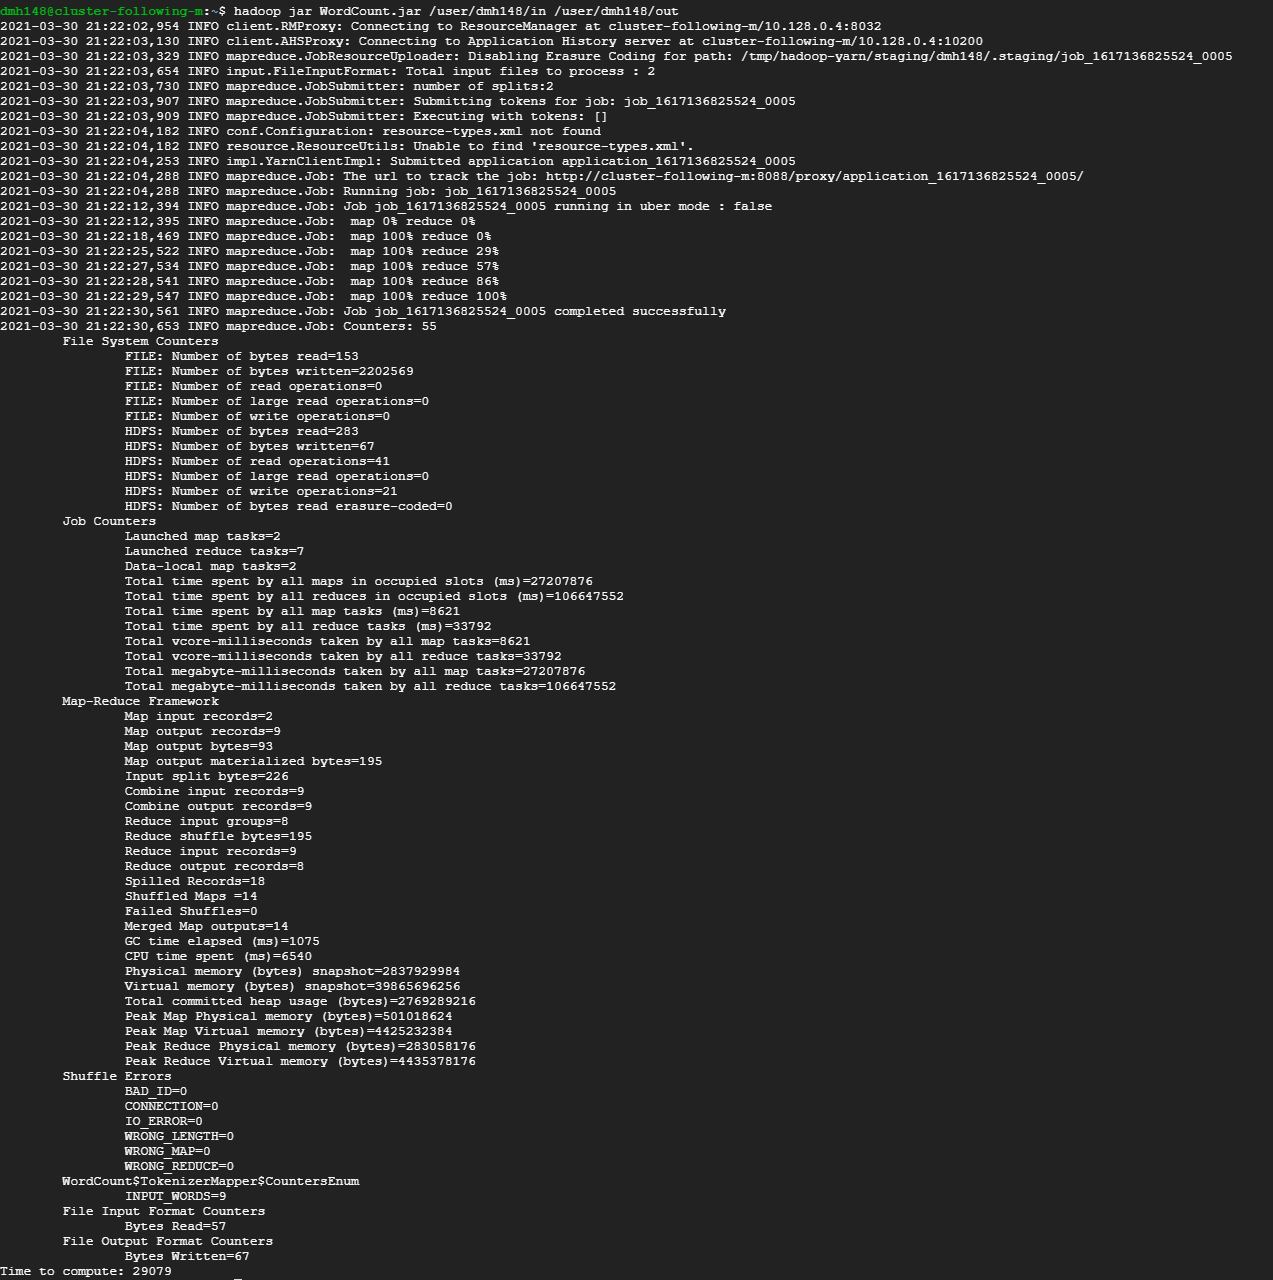 dmh148@cluster-following-m:~$ hadoop jar WordCount.jar /user/dmh148/in /user/dmh148/out
2021-03-30 21:22:02,954 INFO client.RMProxy: Connecting to ResourceManager at cluster-following-m/10.128.0.4:8032
2021-03-30 21:22:03,130 INFO client.AHSProxy: Connecting to Application History server at cluster-following-m/10.128.0.4:10200
2021-03-30 21:22:03,329 INFO mapreduce.JobResourceUploader: Disabling Erasure Coding for path: /tmp/hadoop-yarn/staging/dmh148/.staging/job_1617136825524_0005
2021-03-30 21:22:03,654 INFO input.FileInputFormat: Total input files to process : 2
2021-03-30 21:22:03,730 INFO mapreduce.JobSubmitter: number of splits:2
2021-03-30 21:22:03,907 INFO mapreduce.JobSubmitter: Submitting tokens for job: job_1617136825524_0005
2021-03-30 21:22:03,909 INFO mapreduce.JobSubmitter: Executing with tokens: []
2021-03-30 21:22:04,182 INFO conf.Configuration: resource-types.xml not found
2021-03-30 21:22:04,182 INFO resource.ResourceUtils: Unable to find 'resource-types.xml'.
2021-03-30 21:22:04,253 INFO impl.YarnClientImpl: Submitted application application_1617136825524_0005
2021-03-30 21:22:04,288 INFO mapreduce.Job: The url to track the job: http://cluster-following-m:8088/proxy/application_1617136825524_0005/
2021-03-30 21:22:04,288 INFO mapreduce.Job: Running job: job_1617136825524_0005
2021-03-30 21:22:12,394 INFO mapreduce.Job: Job job_1617136825524_0005 running in uber mode : false
2021-03-30 21:22:12,395 INFO mapreduce.Job:  map 0% reduce 0%
2021-03-30 21:22:18,469 INFO mapreduce.Job:  map 100% reduce 0%
2021-03-30 21:22:25,522 INFO mapreduce.Job:  map 100% reduce 29%
2021-03-30 21:22:27,534 INFO mapreduce.Job:  map 100% reduce 57%
2021-03-30 21:22:28,541 INFO mapreduce.Job:  map 100% reduce 86%
2021-03-30 21:22:29,547 INFO mapreduce.Job:  map 100% reduce 100%
2021-03-30 21:22:30,561 INFO mapreduce.Job: Job job_1617136825524_0005 completed successfully
2021-03-30 21:22:30,653 INFO mapreduce.Job: Counters: 55
File System Counters
FILE: Number of bytes read=153
FILE: Number of bytes written=2202569
FILE: Number of read operations=0
FILE: Number of large read operations=0
FILE: Number of write operations=0
HDFS: Number of bytes read=283
HDFS: Number of bytes written=67
HDFS: Number of read operations=41
HDFS: Number of large read operations=0
HDFS: Number of write operations=21
HDFS: Number of bytes read erasure-coded=0
Job Counters
Launched map tasks=2
Launched reduce tasks=7
Data-local map tasks=2
Total time spent by all maps in occupied slots (ms)=27207876
Total time spent by all reduces in occupied slots (ms)=106647552
Total time spent by all map tasks (ms)=8621
Total time spent by all reduce tasks (ms)=33792
Total vcore-milliseconds taken by all map tasks=8621
Total vcore-milliseconds taken by all reduce tasks=33792
Total megabyte-milliseconds taken by all map tasks=27207876
Total megabyte-milliseconds taken by all reduce tasks=106647552
Map-Reduce Framework
Map input records=2
Map output records=9
Map output bytes=93
Map output materialized bytes=195
Input split bytes=226
Combine input records=9
Combine output records=9
Reduce input groups=8
Reduce shuffle bytes=195
Reduce input records=9
Reduce output records=8
Spilled Records=18
Shuffled Maps =14
Failed Shuffles=0
Merged Map outputs=14
GC time elapsed (ms)=1075
CPU time spent (ms)=6540
Physical memory (bytes) snapshot=2837929984
Virtual memory (bytes) snapshot=39865696256
Total committed heap usage (bytes)=2769289216
Peak Map Physical memory (bytes)=501018624
Peak Map Virtual memory (bytes)=4425232384
Peak Reduce Physical memory (bytes)=283058176
Peak Reduce Virtual memory (bytes)=4435378176
Shuffle Errors
BAD_ID=0
CONNECTION=0
IO_ERROR=0
WRONG_LENGTH=0
WRONG_MAP=0
WRONG_REDUCE=0
WordCount$TokenizerMapper$CountersEnum
INPUT_WORDS=9
File Input Format Counters
Bytes Read=57
File Output Format Counters
Bytes Written=67
Time to compute: 29079